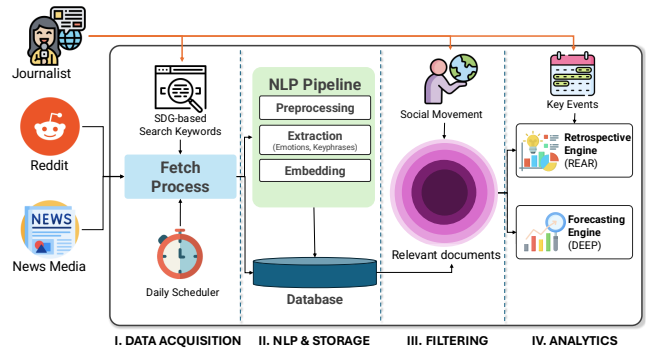 Journalist
Reddit
NEWS
News Media
SDG-based
Search Keywords
Fetch
Process
Daily Scheduler
I. DATA ACQUISITION
NLP Pipeline
Preprocessing
Extraction
(Emotions, Keyphrases)
Embedding
Database
II. NLP & STORAGE
Social Movement
Relevant documents
III. FILTERING
Key Events
Retrospective
Engine
(REAR)
Forecasting
Engine
(DEEP)
IV. ANALYTICS